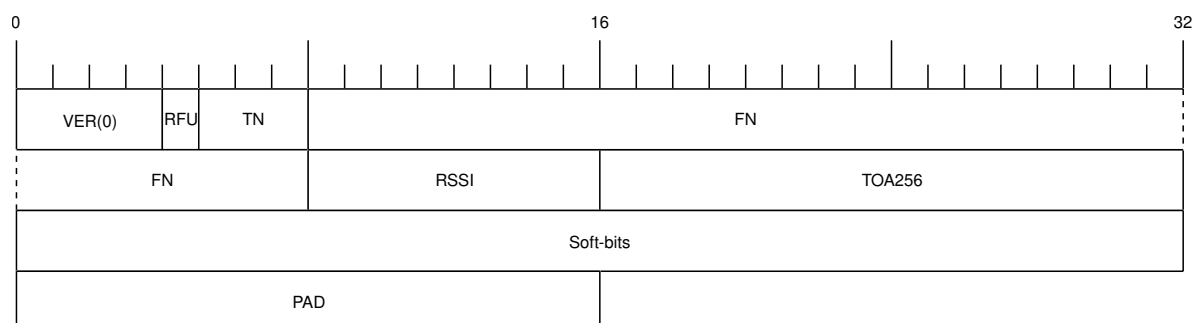 0 16 32
VER(0) RFU TN FN
FN RSSI TOA256
Soft-bits
PAD